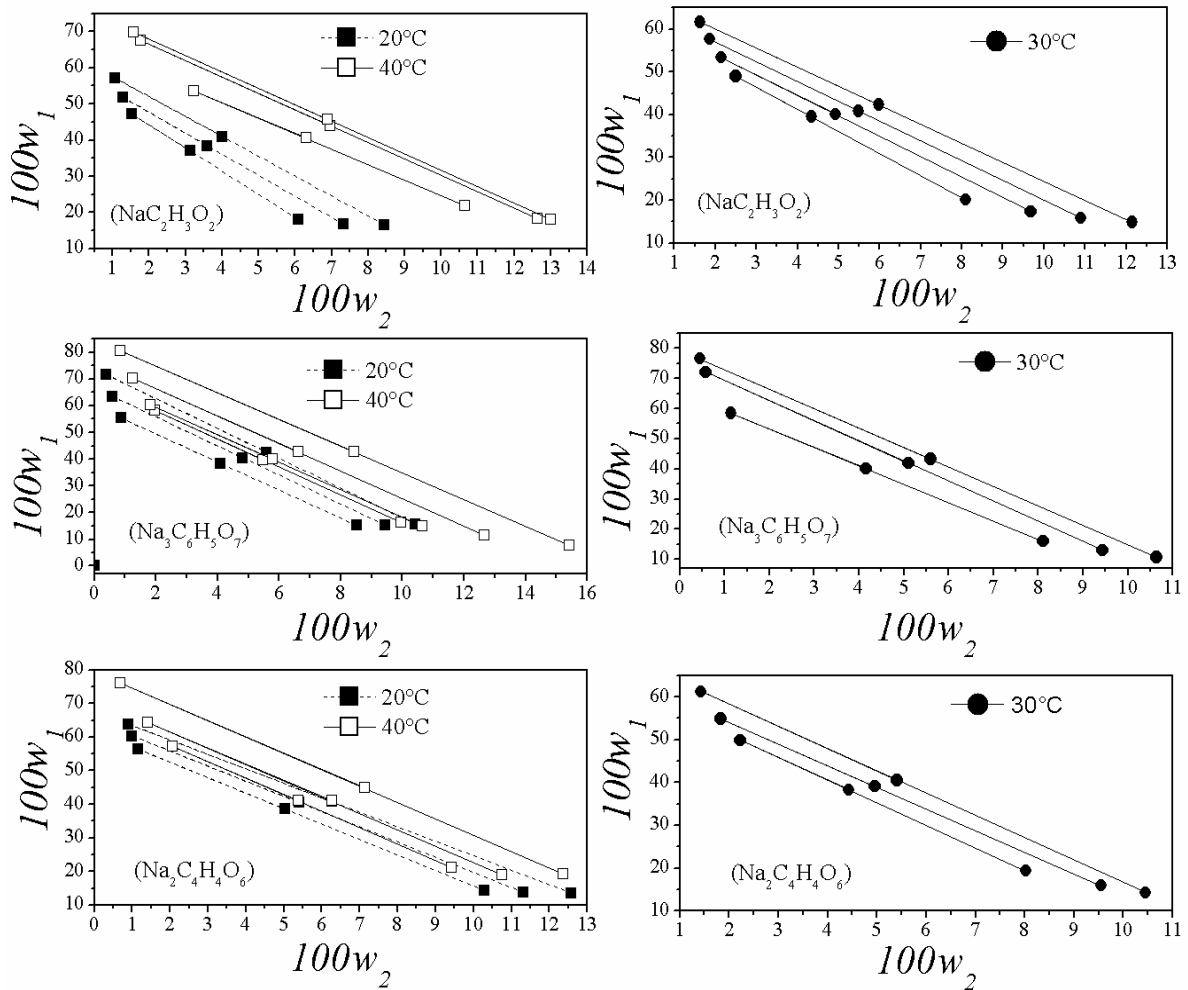 70
60
50
40
30
20
10
100w₁
20°C
40°C
(NaC₂H₃O₂)
1 2 3 4 5 6 7 8 9 10 11 12 13 14
100w₂
60
50
40
30
20
10
100w₁
30°C
(NaC₂H₃O₂)
1 2 3 4 5 6 7 8 9 10 11 12 13
100w₂
80
70
60
50
40
30
20
10
0
100w₁
20°C
40°C
(Na₃C₆H₅O₇)
0 2 4 6 8 10 12 14 16
100w₂
80
70
60
50
40
30
20
10
100w₁
30°C
(Na₃C₆H₅O₇)
0 1 2 3 4 5 6 7 8 9 10 11
100w₂
80
70
60
50
40
30
20
10
100w₁
20°C
40°C
(Na₂C₄H₄O₆)
0 1 2 3 4 5 6 7 8 9 10 11 12 13
100w₂
60
50
40
30
20
10
100w₁
30°C
(Na₂C₄H₄O₆)
1 2 3 4 5 6 7 8 9 10 11
100w₂